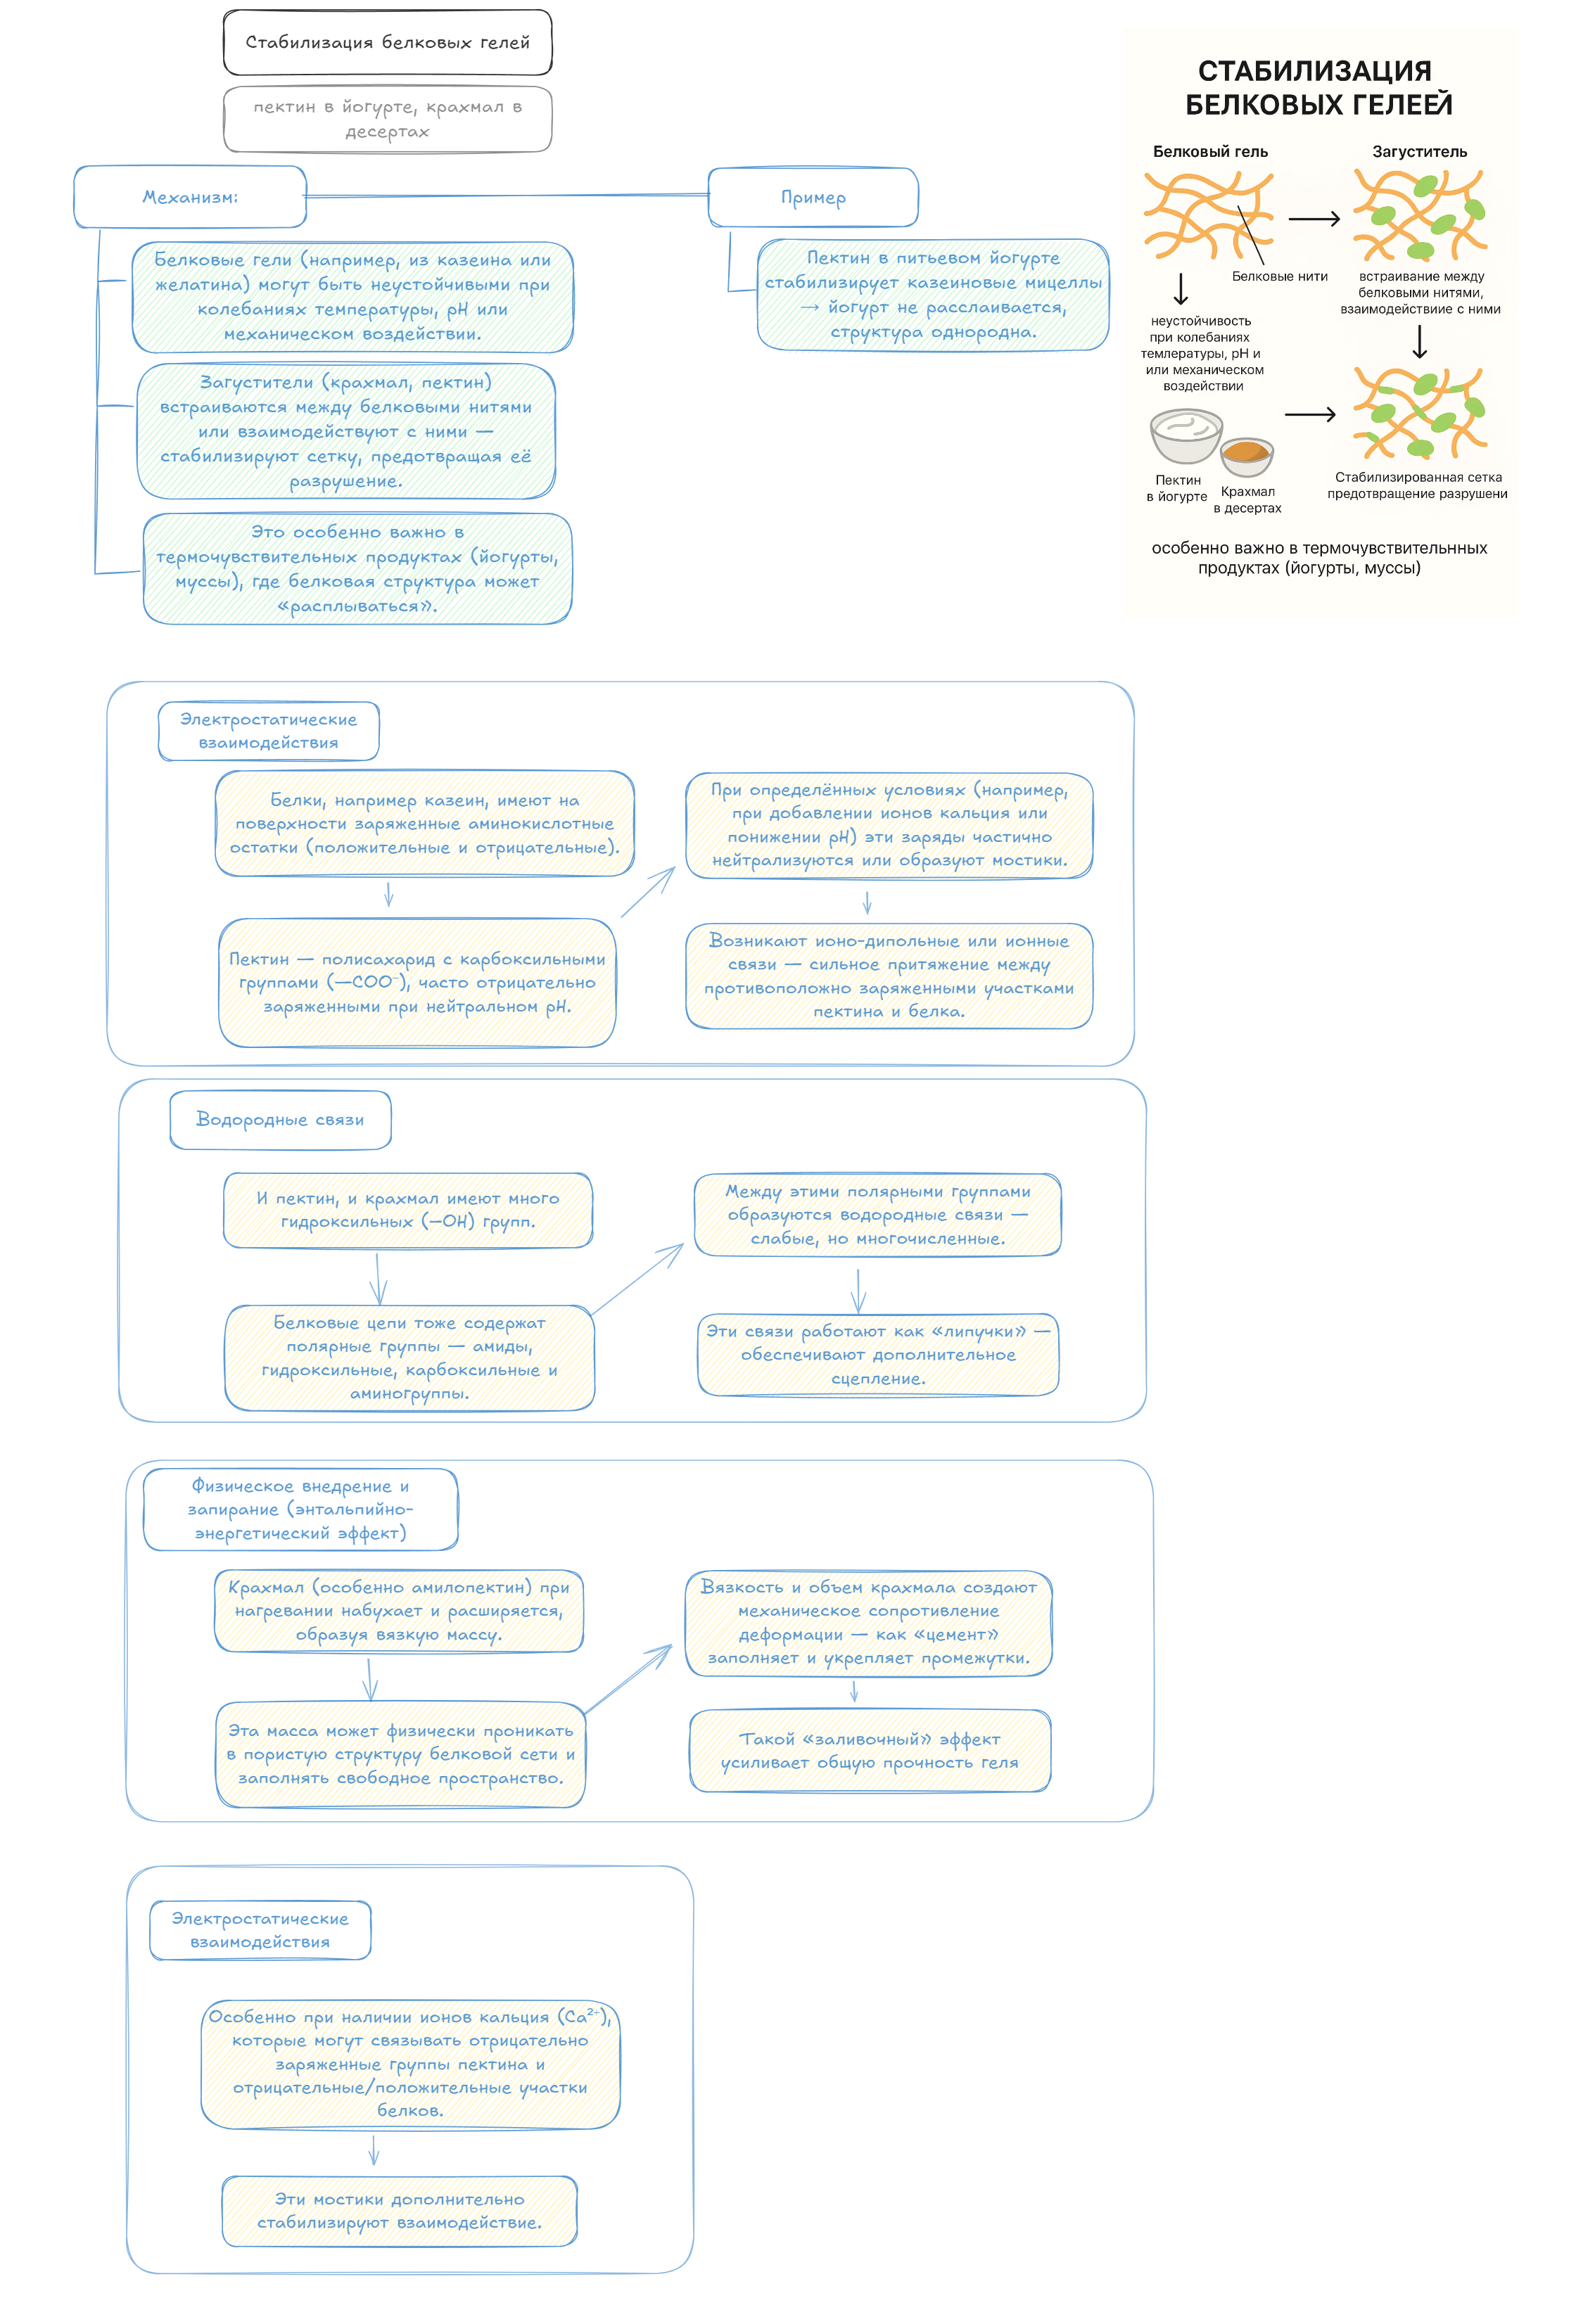 Стабилизация белковых гелей
пектин в йогурте, крахмал в
десертах
Механизм:
Белковые гели (например, из казеина или
желатина) могут быть неустойчивыми при
колебаниях температуры, pH или
механическом воздействии.
Загустители (крахмал, пектин)
встраиваются между белковыми нитями
или взаимодействуют с ними —
стабилизируют сетку, предотвращая её
разрушение.
Это особенно важно в
термочувствительных продуктах (йогурты,
муссы), где белковая структура может
«расплываться».
Пример
Пектин в питьевом йогурте
стабилизирует казеиновые мицеллы
→ йогурт не расслаивается,
структура однородна.
СТАБИЛИЗАЦИЯ
БЕЛКОВЫХ ГЕЛЕЕЙ
Белковый гель
Загуститель
Белковые нити
встраивание между
белковыми нитями,
взаимодействиие с ними
неустойчивость
при колебаниях
темлературы, pH и
или механическом
воздействии
Пектин
в йогурте
Крахмал
в десертах
Стабилизированная сетка
предотвращение разрушени
особенно важно в термочувствительнных
продуктах (йогурты, муссы)
Электростатические
взаимодействия
Белки, например казеин, имеют на
поверхности заряженные аминокислотные
остатки (положительные и отрицательные).
Пектин — полисахарид с карбоксильными
группами (—COO⁻), часто отрицательно
заряженными при нейтральном pH.
При определённых условиях (например,
при добавлении ионов кальция или
понижении pH) эти заряды частично
нейтрализуются или образуют мостики.
Возникают ионо-дипольные или ионные
связи — сильное притяжение между
противоположно заряженными участками
пектина и белка.
Водородные связи
И пектин, и крахмал имеют много
гидроксильных (—OH) групп.
Белковые цепи тоже содержат
полярные группы — амиды,
гидроксильные, карбоксильные и
аминогруппы.
Между этими полярными группами
образуются водородные связи —
слабые, но многочисленные.
Эти связи работают как «липучки» —
обеспечивают дополнительное
сцепление.
Физическое внедрение и
запирание (энтальпийно-
энергетический эффект)
Крахмал (особенно амилопектин) при
нагревании набухает и расширяется,
образуя вязкую массу.
Эта масса может физически проникать
в пористую структуру белковой сети и
заполнять свободное пространство.
Вязкость и объем крахмала создают
механическое сопротивление
деформации — как «цемент»
заполняет и укрепляет промежутки.
Такой «заливочный» эффект
усиливает общую прочность геля
Электростатические
взаимодействия
Особенно при наличии ионов кальция (Ca²⁺),
которые могут связывать отрицательно
заряженные группы пектина и
отрицательные/положительные участки
белков.
Эти мостики дополнительно
стабилизируют взаимодействие.